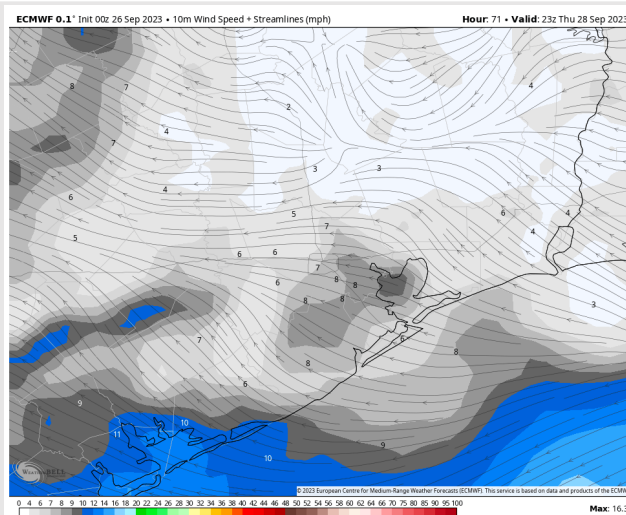 ECMWF 0.1° Init 00z 26 Sep 2023 • 10m Wind Speed + Streamlines (mph) Hour: 71 • Valid: 23z Thu 28 Sep 2023
8 7 2 4
7 4
3 3
6 4
5 6 4
7 4
5 6 6
7
6 8 8
8 8 3
7 6
8 8
6
9
10
11
9
10
WeatherBELL
© 2023 European Centre for Medium-Range Weather Forecasts (ECMWF). This service is based on data and products of the ECMW
0 4 6 7 8 9 10 12 14 16 18 20 22 24 26 28 30 32 34 36 38 40 42 44 46 48 50 52 54 56 58 60 62 64 66 68 70 75 80 85 90 95 100
Max: 16.3